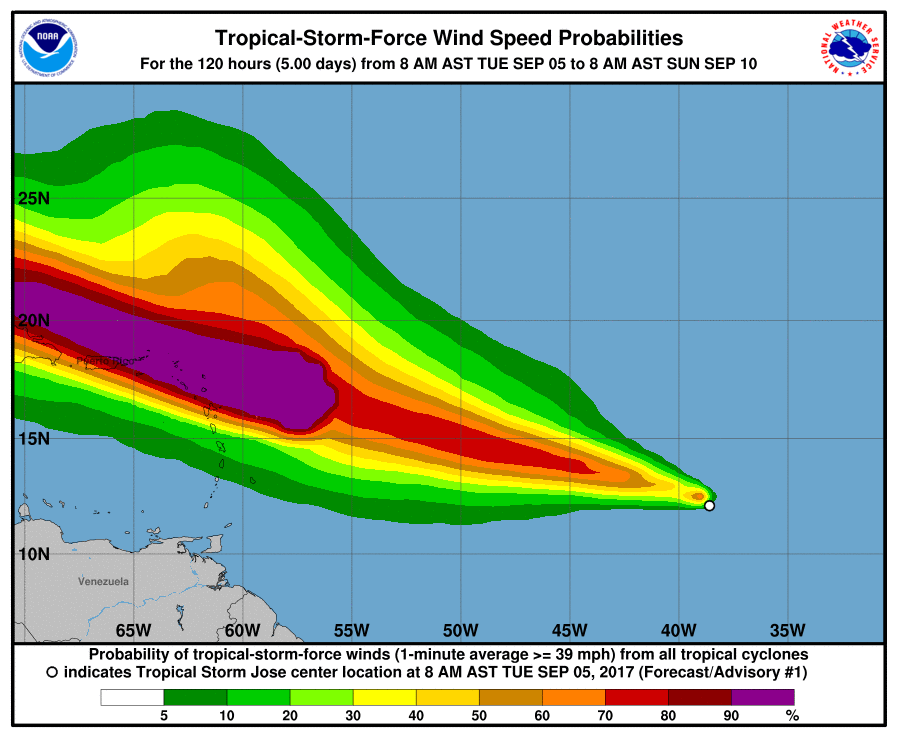 Tropical-Storm-Force Wind Speed Probabilities
For the 120 hours (5.00 days) from 8 AM AST TUE SEP 05 to 8 AM AST SUN SEP 10
NOAA
NATIONAL WEATHER SERVICE
25N
20N
15N
10N
Venezuela
65W 60W 55W 50W 45W 40W 35W
Probability of tropical-storm-force winds (1-minute average >= 39 mph) from all tropical cyclones
indicates Tropical Storm Jose center location at 8 AM AST TUE SEP 05, 2017 (Forecast/Advisory #1)
5 10 20 30 40 50 60 70 80 90 %